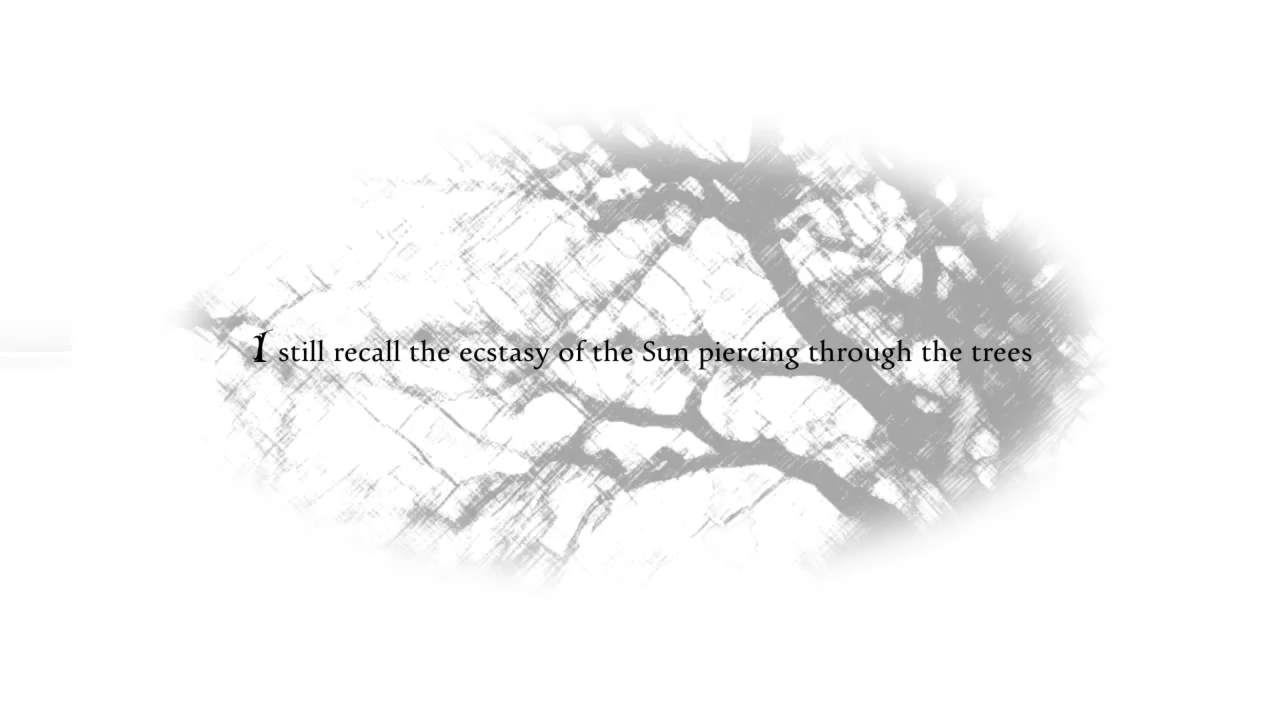 I still recall the ecstasy of the Sun piercing through the trees